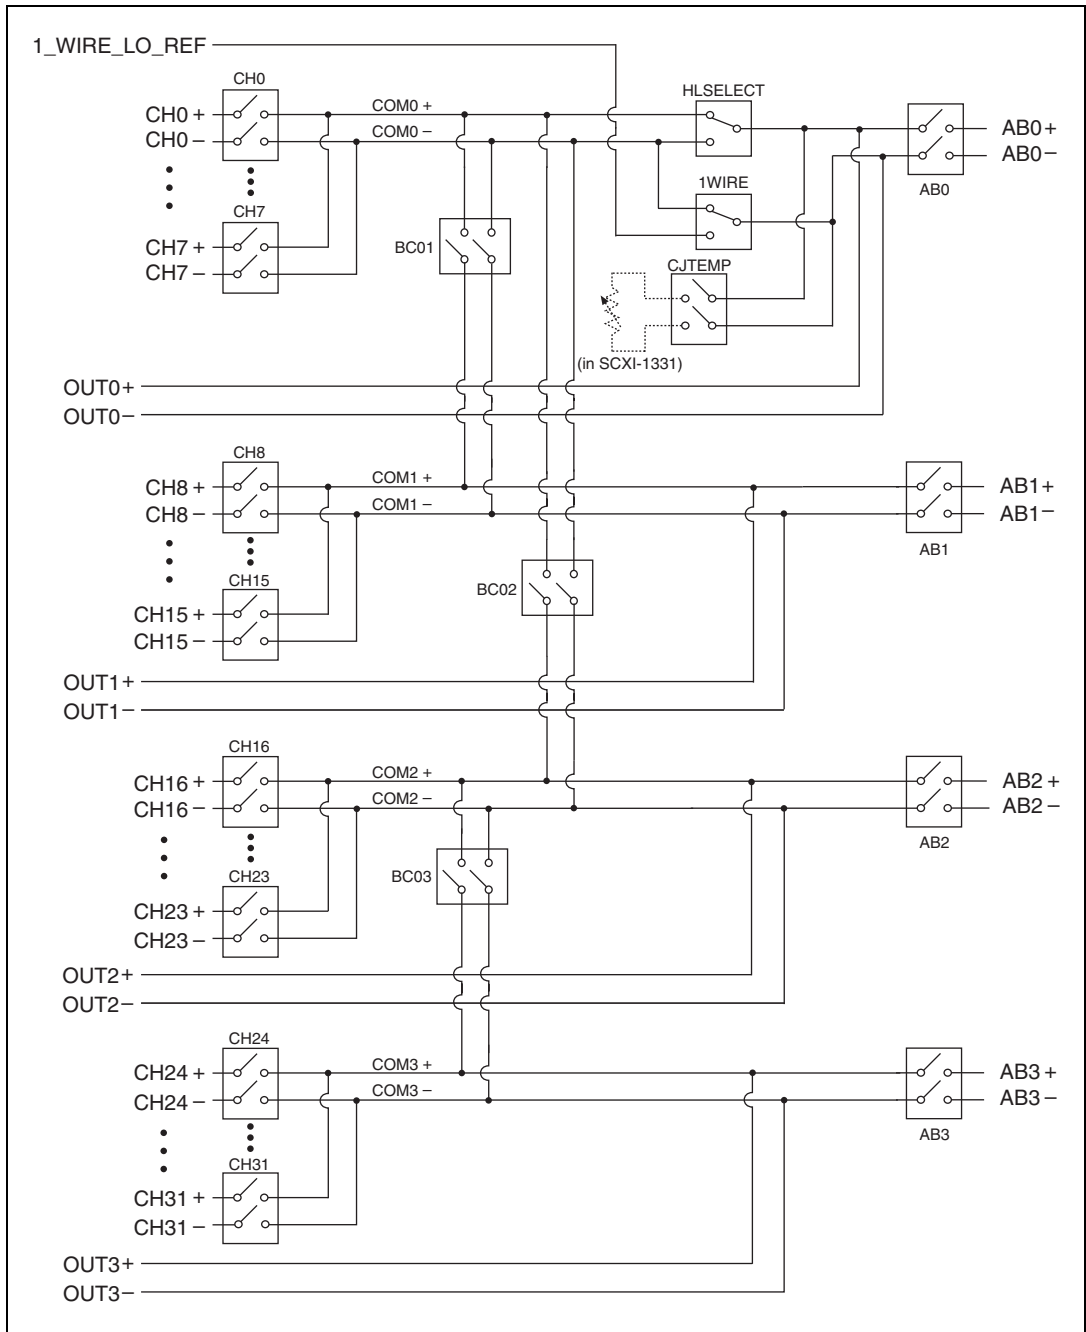 1_WIRE_LO_REF
CH0
CH0+
CH0−
COM0 +
COM0 −
HLSELECT
AB0+
AB0−
AB0
1WIRE
CH7
CH7+
CH7−
BC01
CJTEMP
(in SCXI-1331)
OUT0+
OUT0−
CH8
CH8+
CH8−
COM1 +
COM1 −
AB1+
AB1−
AB1
CH15
CH15+
CH15−
BC02
OUT1+
OUT1−
CH16
CH16+
CH16−
COM2 +
COM2 −
AB2+
AB2−
AB2
CH23
CH23+
CH23−
BC03
OUT2+
OUT2−
CH24
CH24+
CH24−
COM3 +
COM3 −
AB3+
AB3−
AB3
CH31
CH31+
CH31−
OUT3+
OUT3−